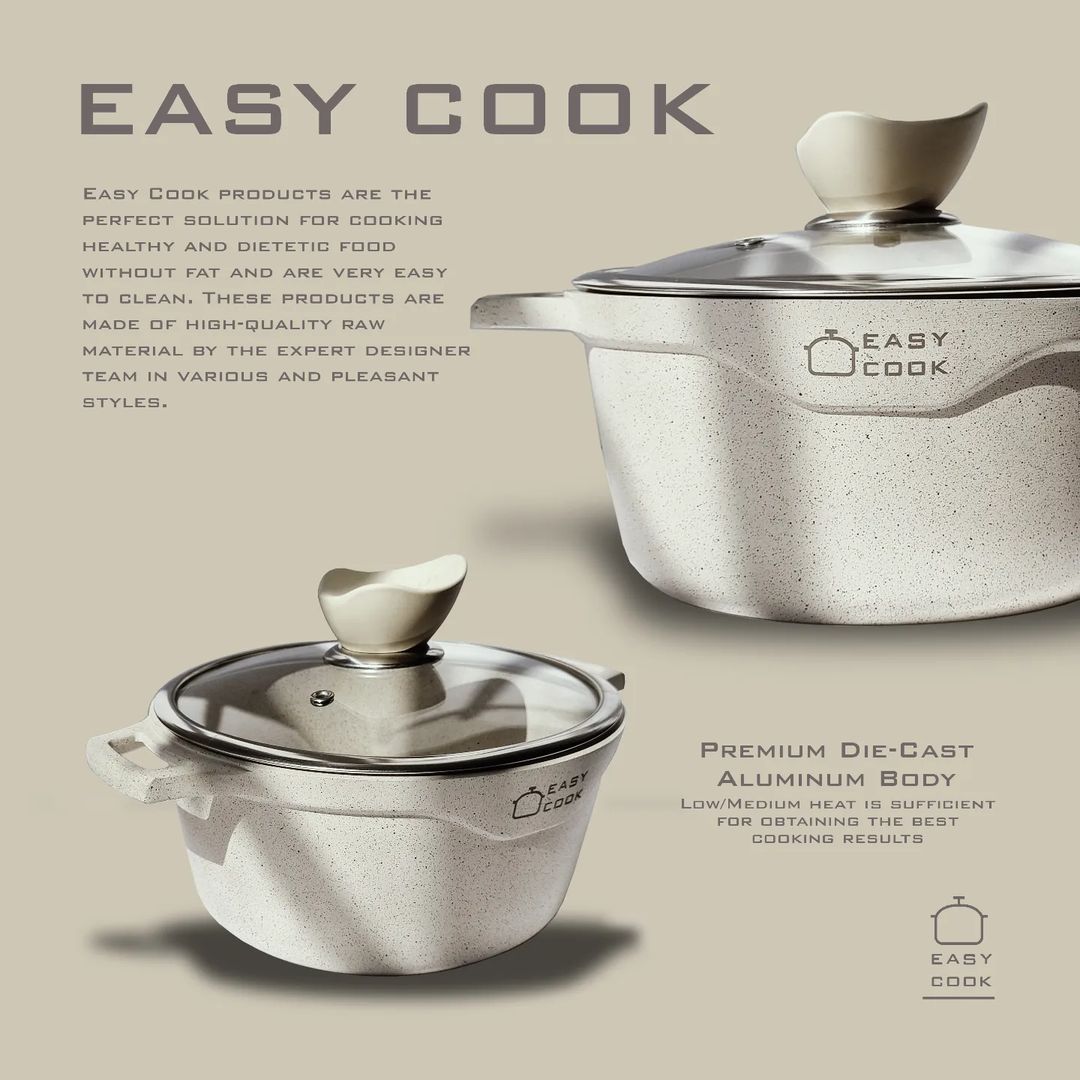 EASY COOK
EASY COOK PRODUCTS ARE THE
PERFECT SOLUTION FOR COOKING
HEALTHY AND DIETETIC FOOD
WITHOUT FAT AND ARE VERY EASY
TO CLEAN. THESE PRODUCTS ARE
MADE OF HIGH-QUALITY RAW
MATERIAL BY THE EXPERT DESIGNER
TEAM IN VARIOUS AND PLEASANT
STYLES.
EASY
COOK
EASY
COOK
PREMIUM DIE-CAST
ALUMINUM BODY
LOW/MEDIUM HEAT IS SUFFICIENT
FOR OBTAINING THE BEST
COOKING RESULTS
EASY
COOK